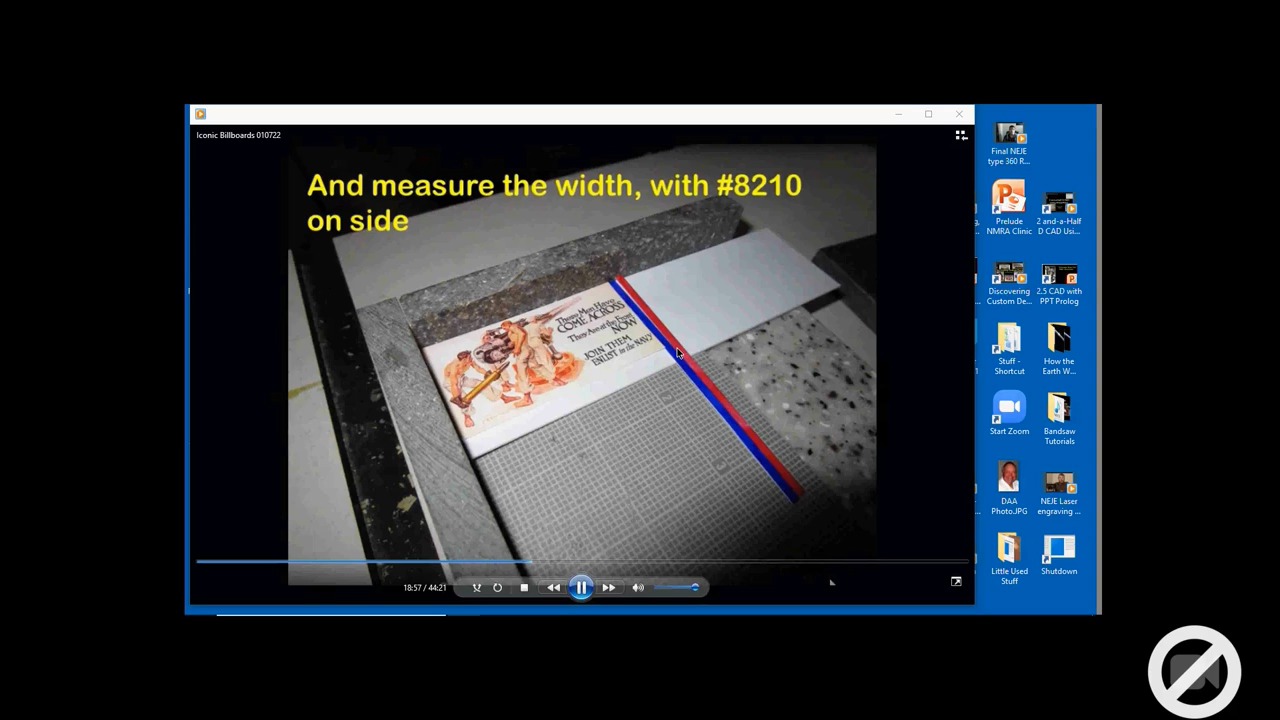 Iconic Billboards 010722
And measure the width, with #8210
on side
Those Men Have
COME ACROSS
They Are at the Front
NOW
JOIN THEM
ENLIST in the NAVY
18:57 / 44:21
Final NEJE
type 360 R...
Prelude
NMRA Clinic
2 and-a-Half
D CAD Usi...
Discovering
Custom De...
2.5 CAD with
PPT Prolog
Stuff -
Shortcut
How the
Earth W...
Start Zoom
Bandsaw
Tutorials
DAA
Photo.JPG
NEJE Laser
engraving ...
Little Used
Stuff
Shutdown